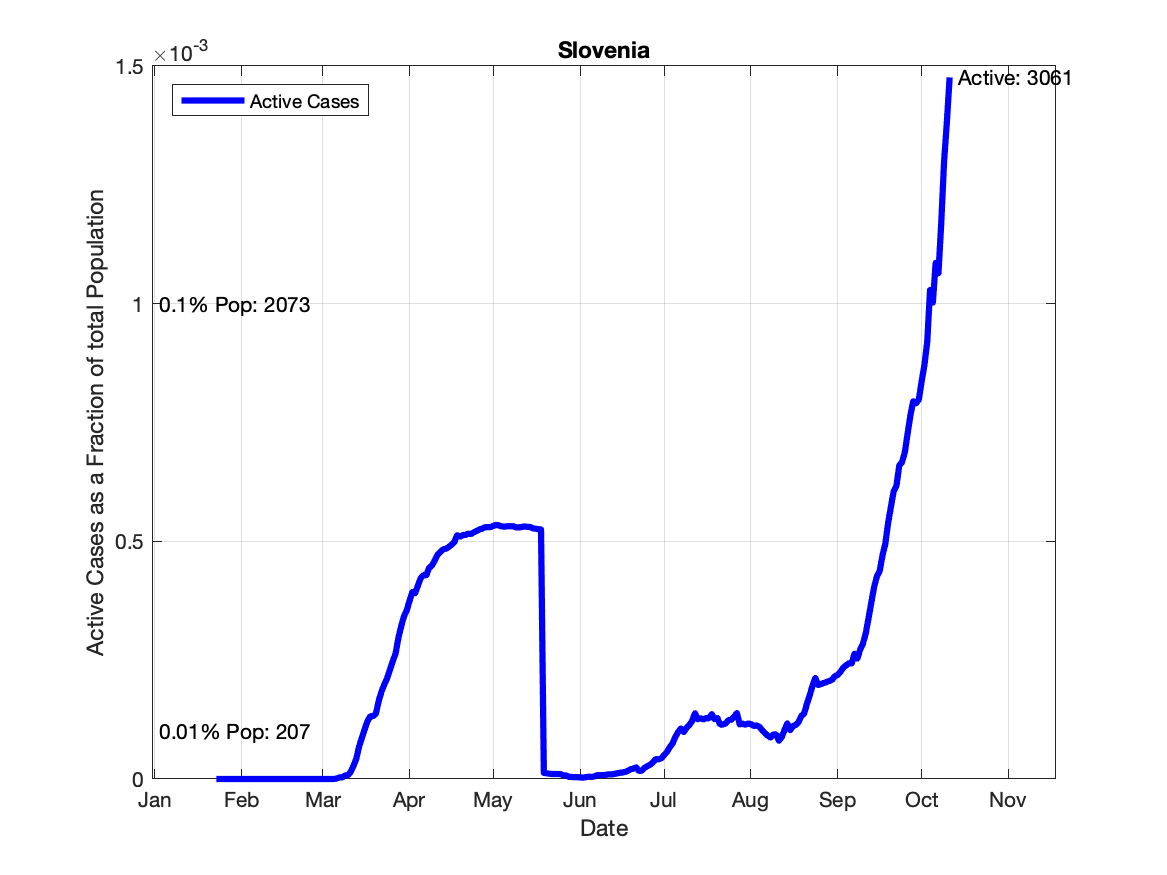 Slovenia
×10-3
1.5
1
0.5
0
Active Cases as a Fraction of total Population
Active Cases
Active: 3061
0.1% Pop: 2073
0.01% Pop: 207
Jan Feb Mar Apr May Jun Jul Aug Sep Oct Nov
Date